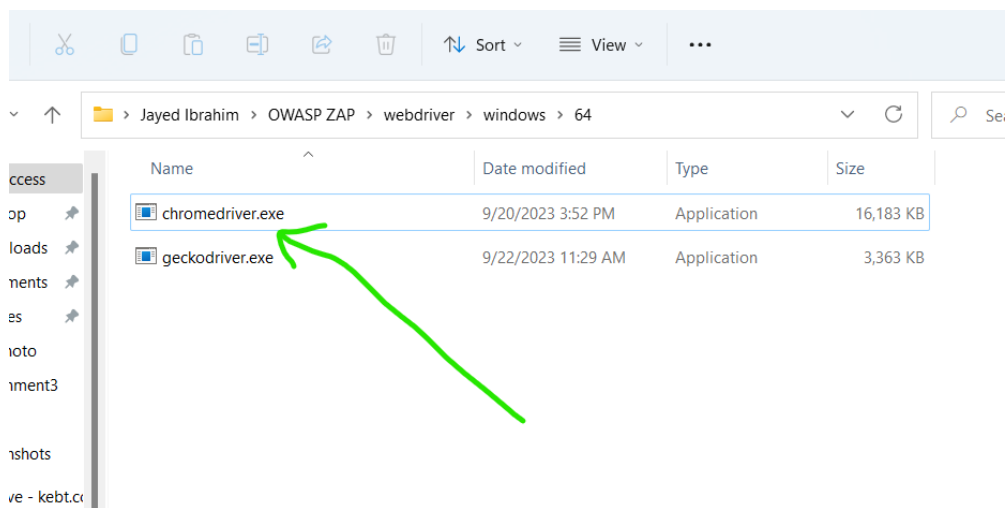 Sort
View
Jayed Ibrahim > OWASP ZAP > webdriver > windows > 64
Name
Date modified
Type
Size
ccess
chromedriver.exe 9/20/2023 3:52 PM Application 16,183 KB
op
loads
geckodriver.exe 9/22/2023 11:29 AM Application 3,363 KB
ments
es
oto
nment3
nshots
ve - kebt.c